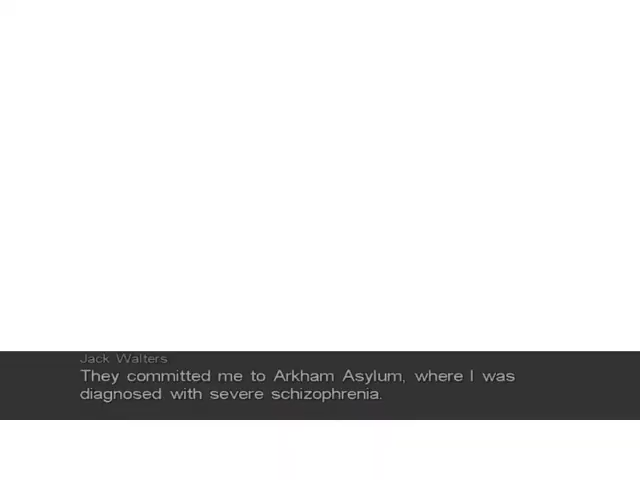 Jack Walters
They committed me to Arkham Asylum, where I was
diagnosed with severe schizophrenia.